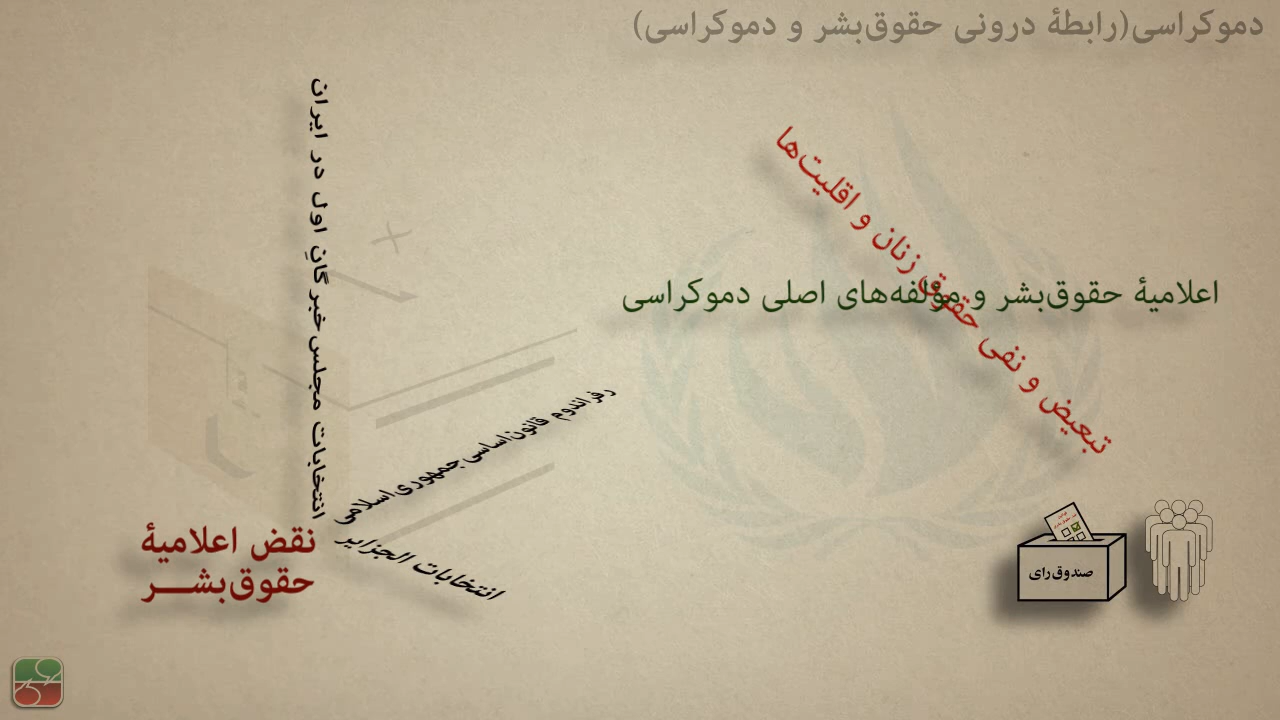 دموکراسی(رابطهٔ درونی حقوق‌بشر و دموکراسی)
تبعیض و نفی حقوق زنان و اقلیت‌ها
اعلامیهٔ حقوق‌بشر و مؤلفه‌های اصلی دموکراسی
انتخابات مجلس خبرگانِ اول در ایران
رفراندوم قانون‌اساسی جمهوری‌اسلامی
انتخابات الجزایر
نقض اعلامیهٔ
حقوق‌بشـــر
صندوق‌رای